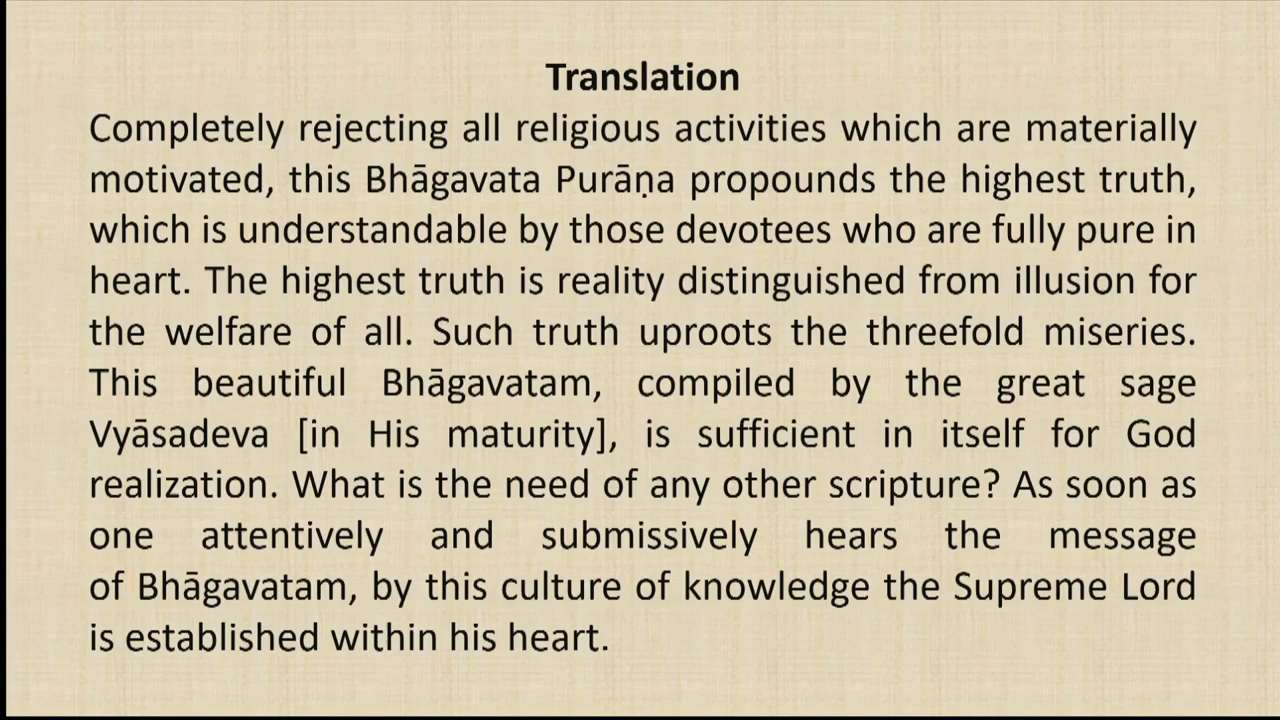 Translation
Completely rejecting all religious activities which are materially
motivated, this Bhāgavata Purāṇa propounds the highest truth,
which is understandable by those devotees who are fully pure in
heart. The highest truth is reality distinguished from illusion for
the welfare of all. Such truth uproots the threefold miseries.
This beautiful Bhāgavatam, compiled by the great sage
Vyāsadeva [in His maturity], is sufficient in itself for God
realization. What is the need of any other scripture? As soon as
one attentively and submissively hears the message
of Bhāgavatam, by this culture of knowledge the Supreme Lord
is established within his heart.